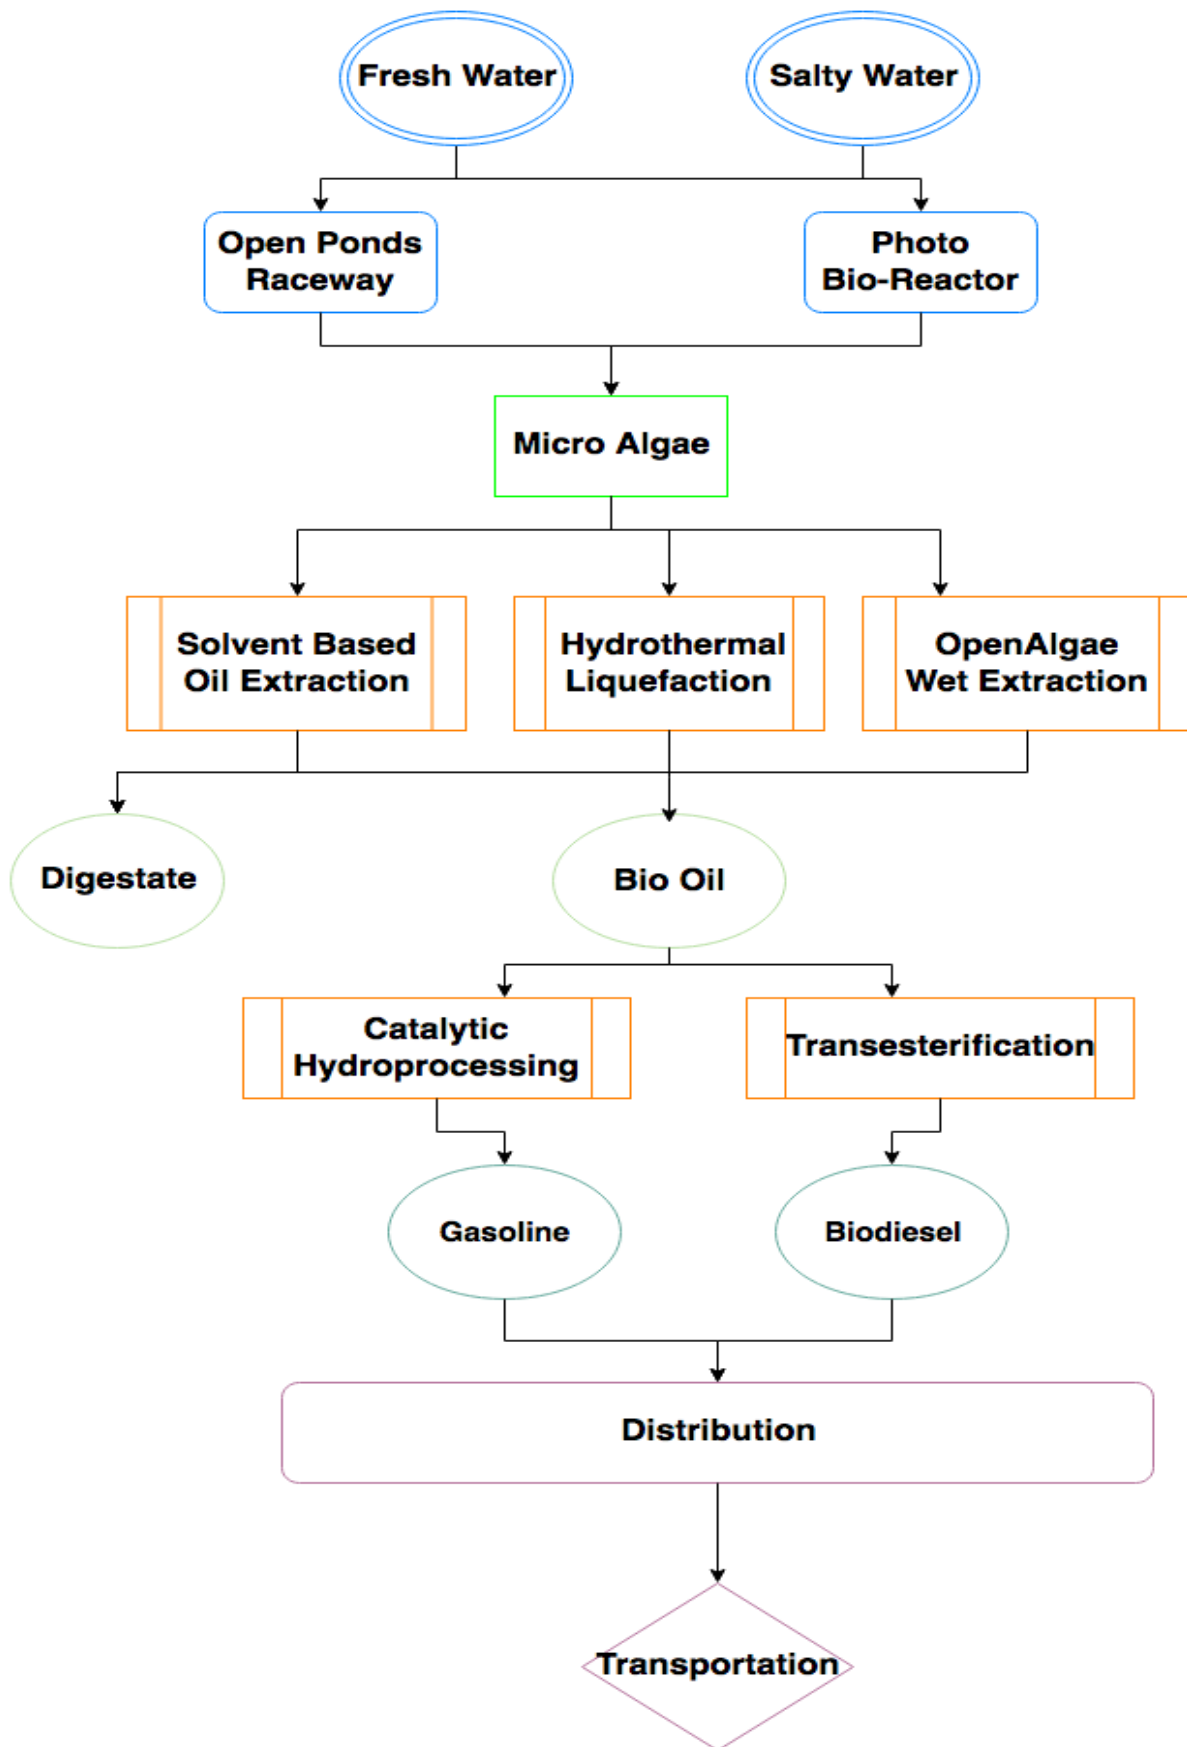 Fresh Water
Salty Water
Open Ponds
Raceway
Photo
Bio-Reactor
Micro Algae
Solvent Based
Oil Extraction
Hydrothermal
Liquefaction
OpenAlgae
Wet Extraction
Digestate
Bio Oil
Catalytic
Hydroprocessing
Transesterification
Gasoline
Biodiesel
Distribution
Transportation